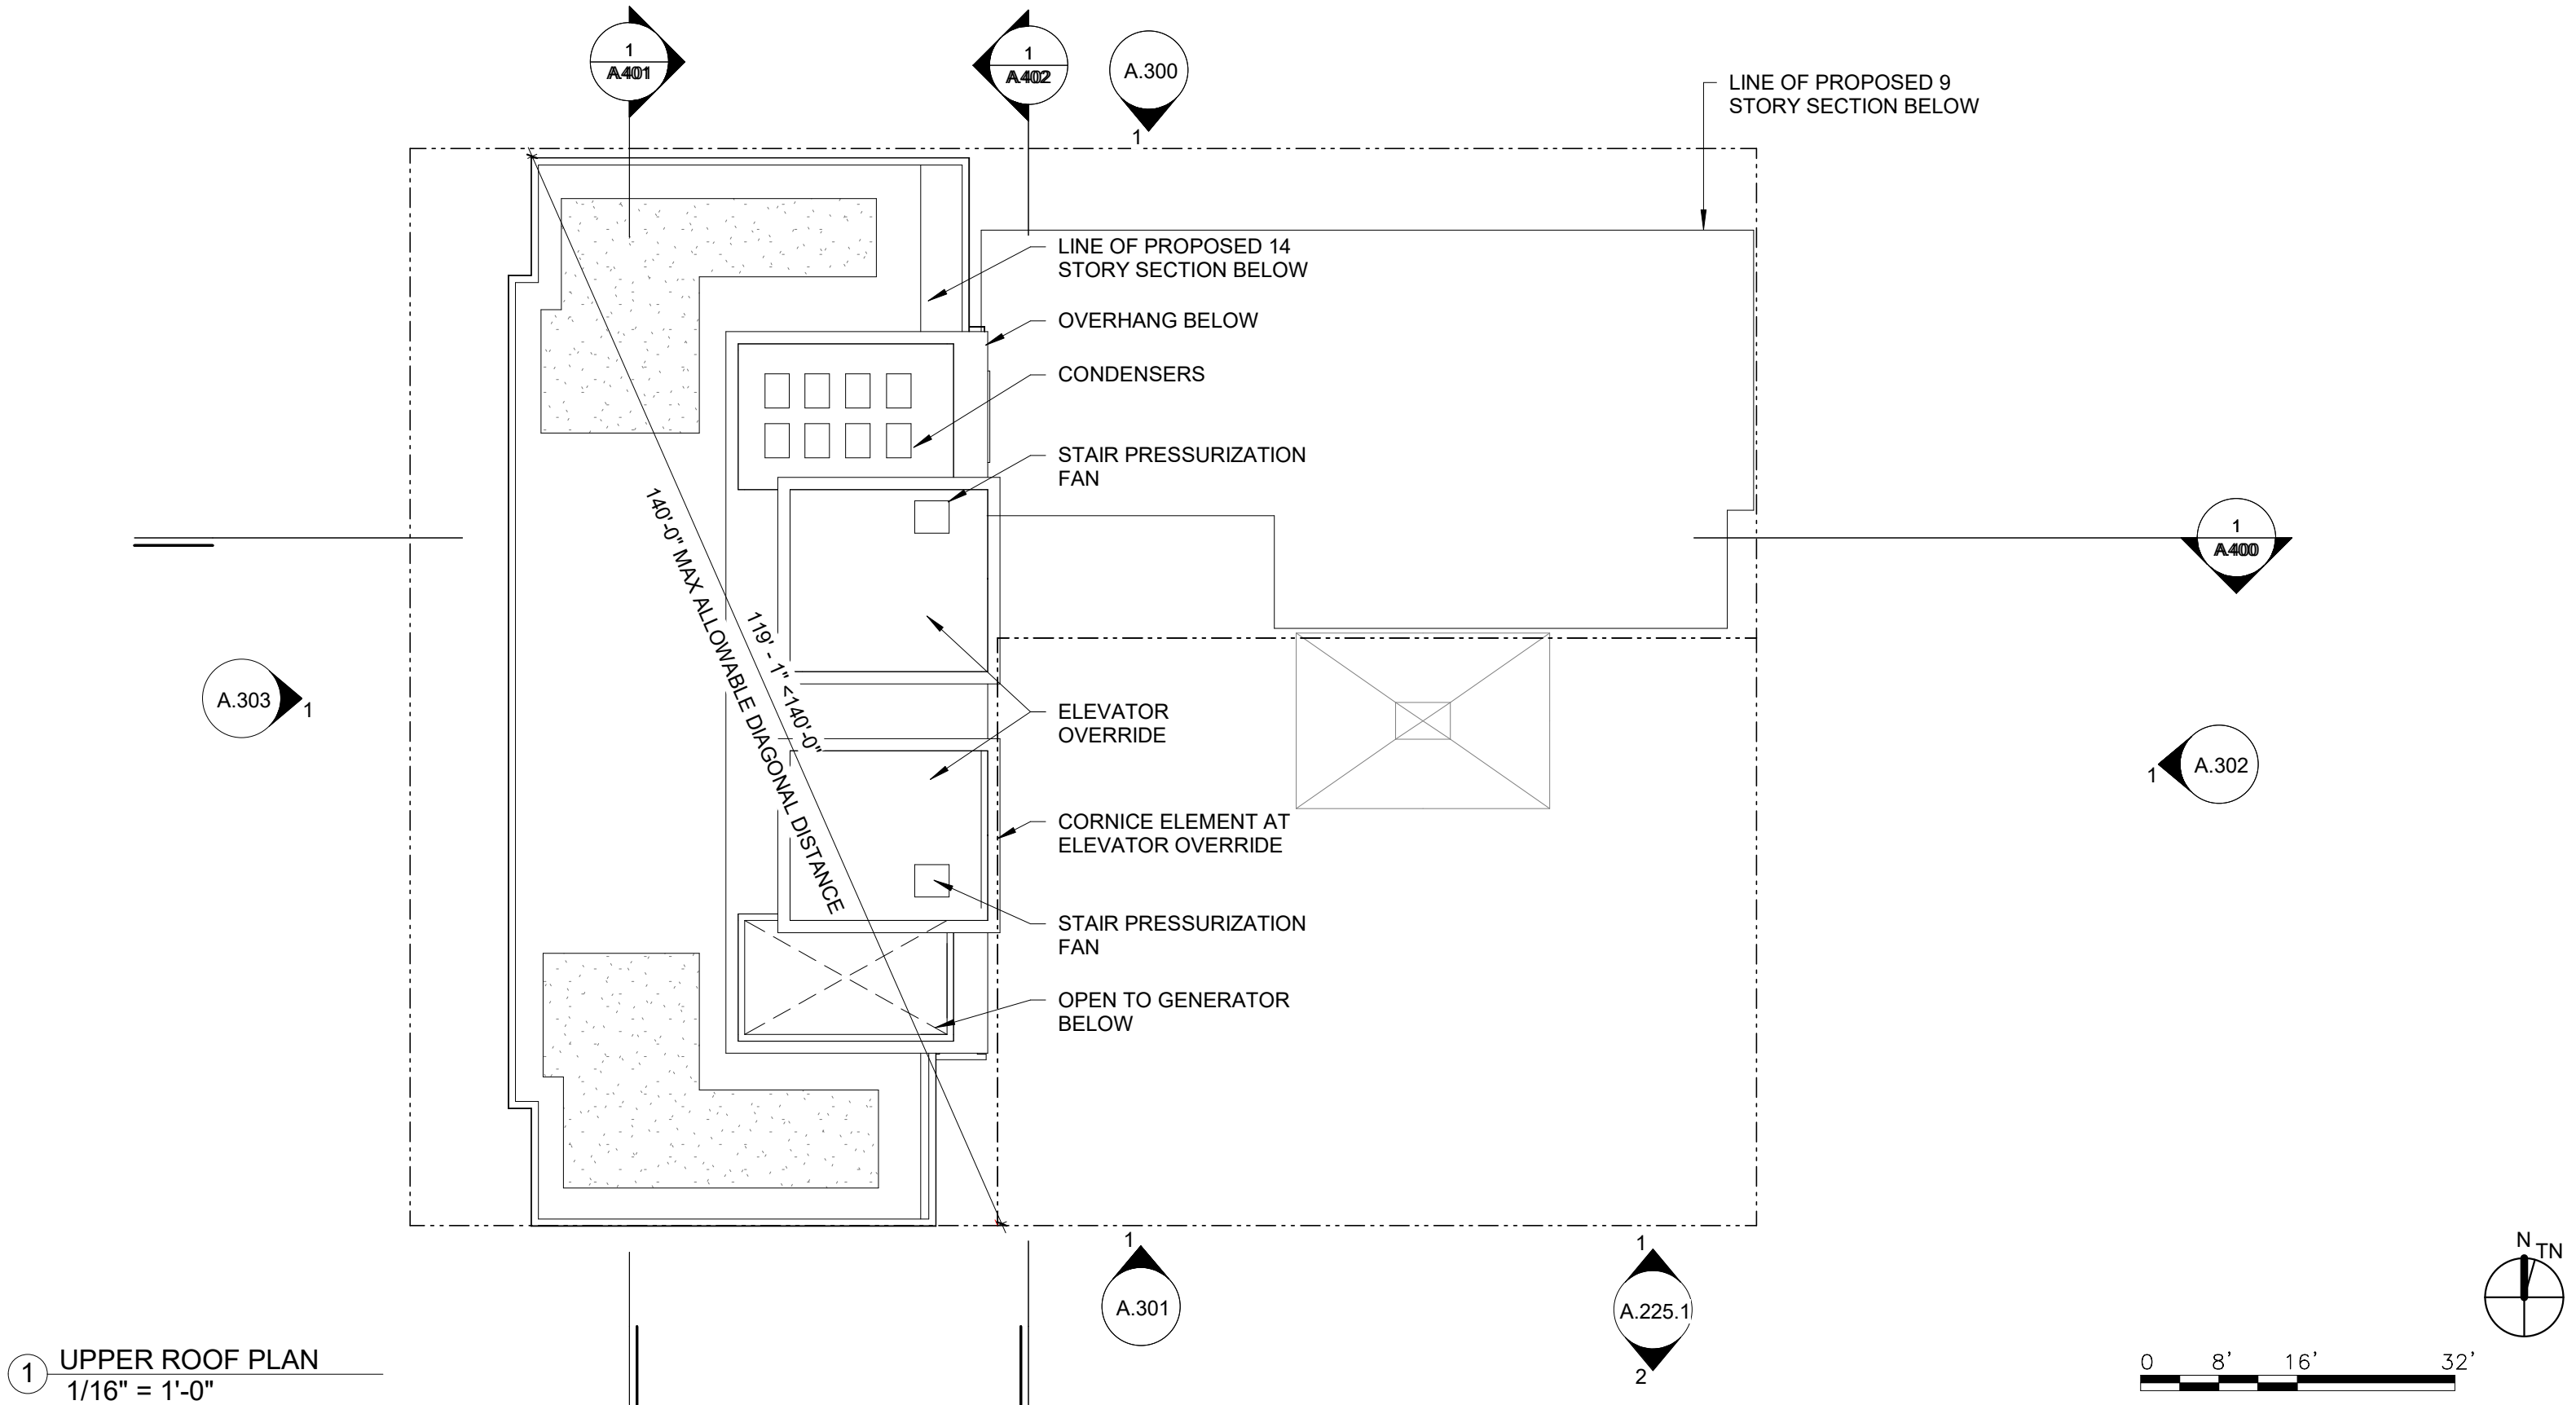 1
A401
1
A402
A.300
1
LINE OF PROPOSED 9
STORY SECTION BELOW
LINE OF PROPOSED 14
STORY SECTION BELOW
OVERHANG BELOW
CONDENSERS
STAIR PRESSURIZATION
FAN
140'-0" MAX ALLOWABLE DIAGONAL DISTANCE
119' - 1" <140'-0"
1
A400
A.303
1
ELEVATOR
OVERRIDE
1
A.302
CORNICE ELEMENT AT
ELEVATOR OVERRIDE
STAIR PRESSURIZATION
FAN
OPEN TO GENERATOR
BELOW
1
A.301
1
A.225.1
2
N
TN
1
UPPER ROOF PLAN
1/16" = 1'-0"
0 8' 16' 32'